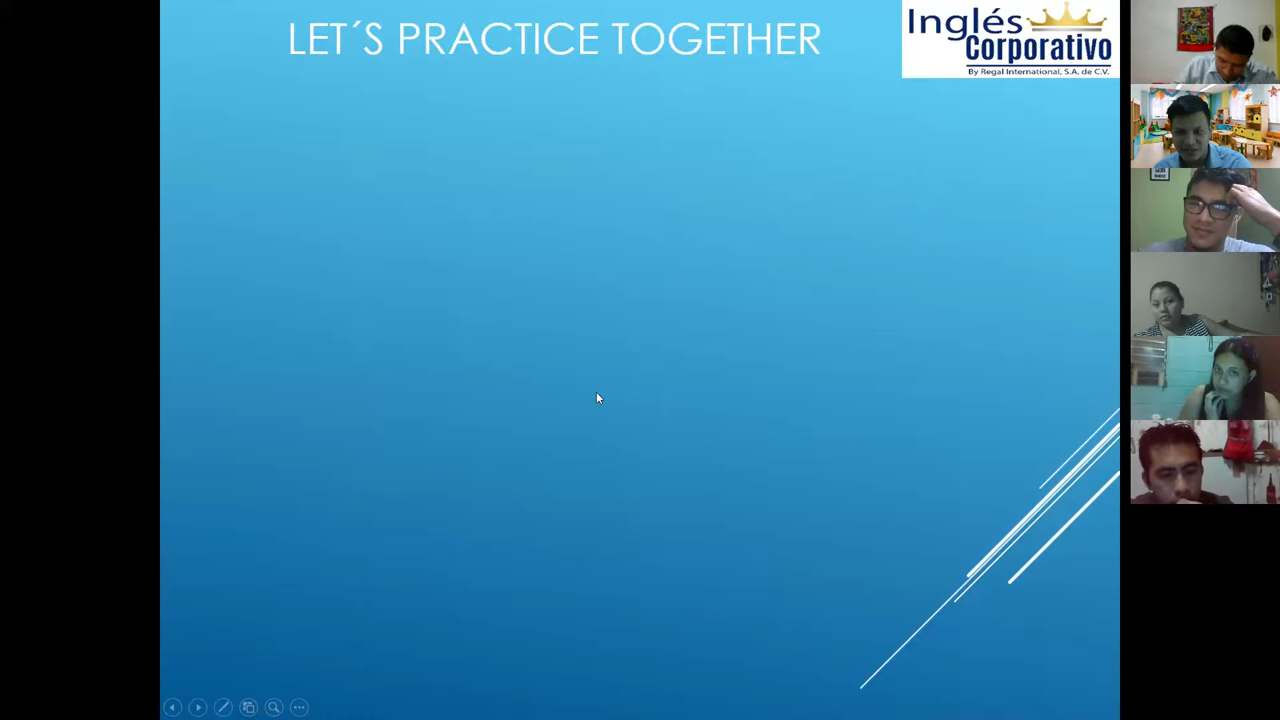 LET´S PRACTICE TOGETHER
Inglés
Corporativo
By Regal International, S.A. de C.V.